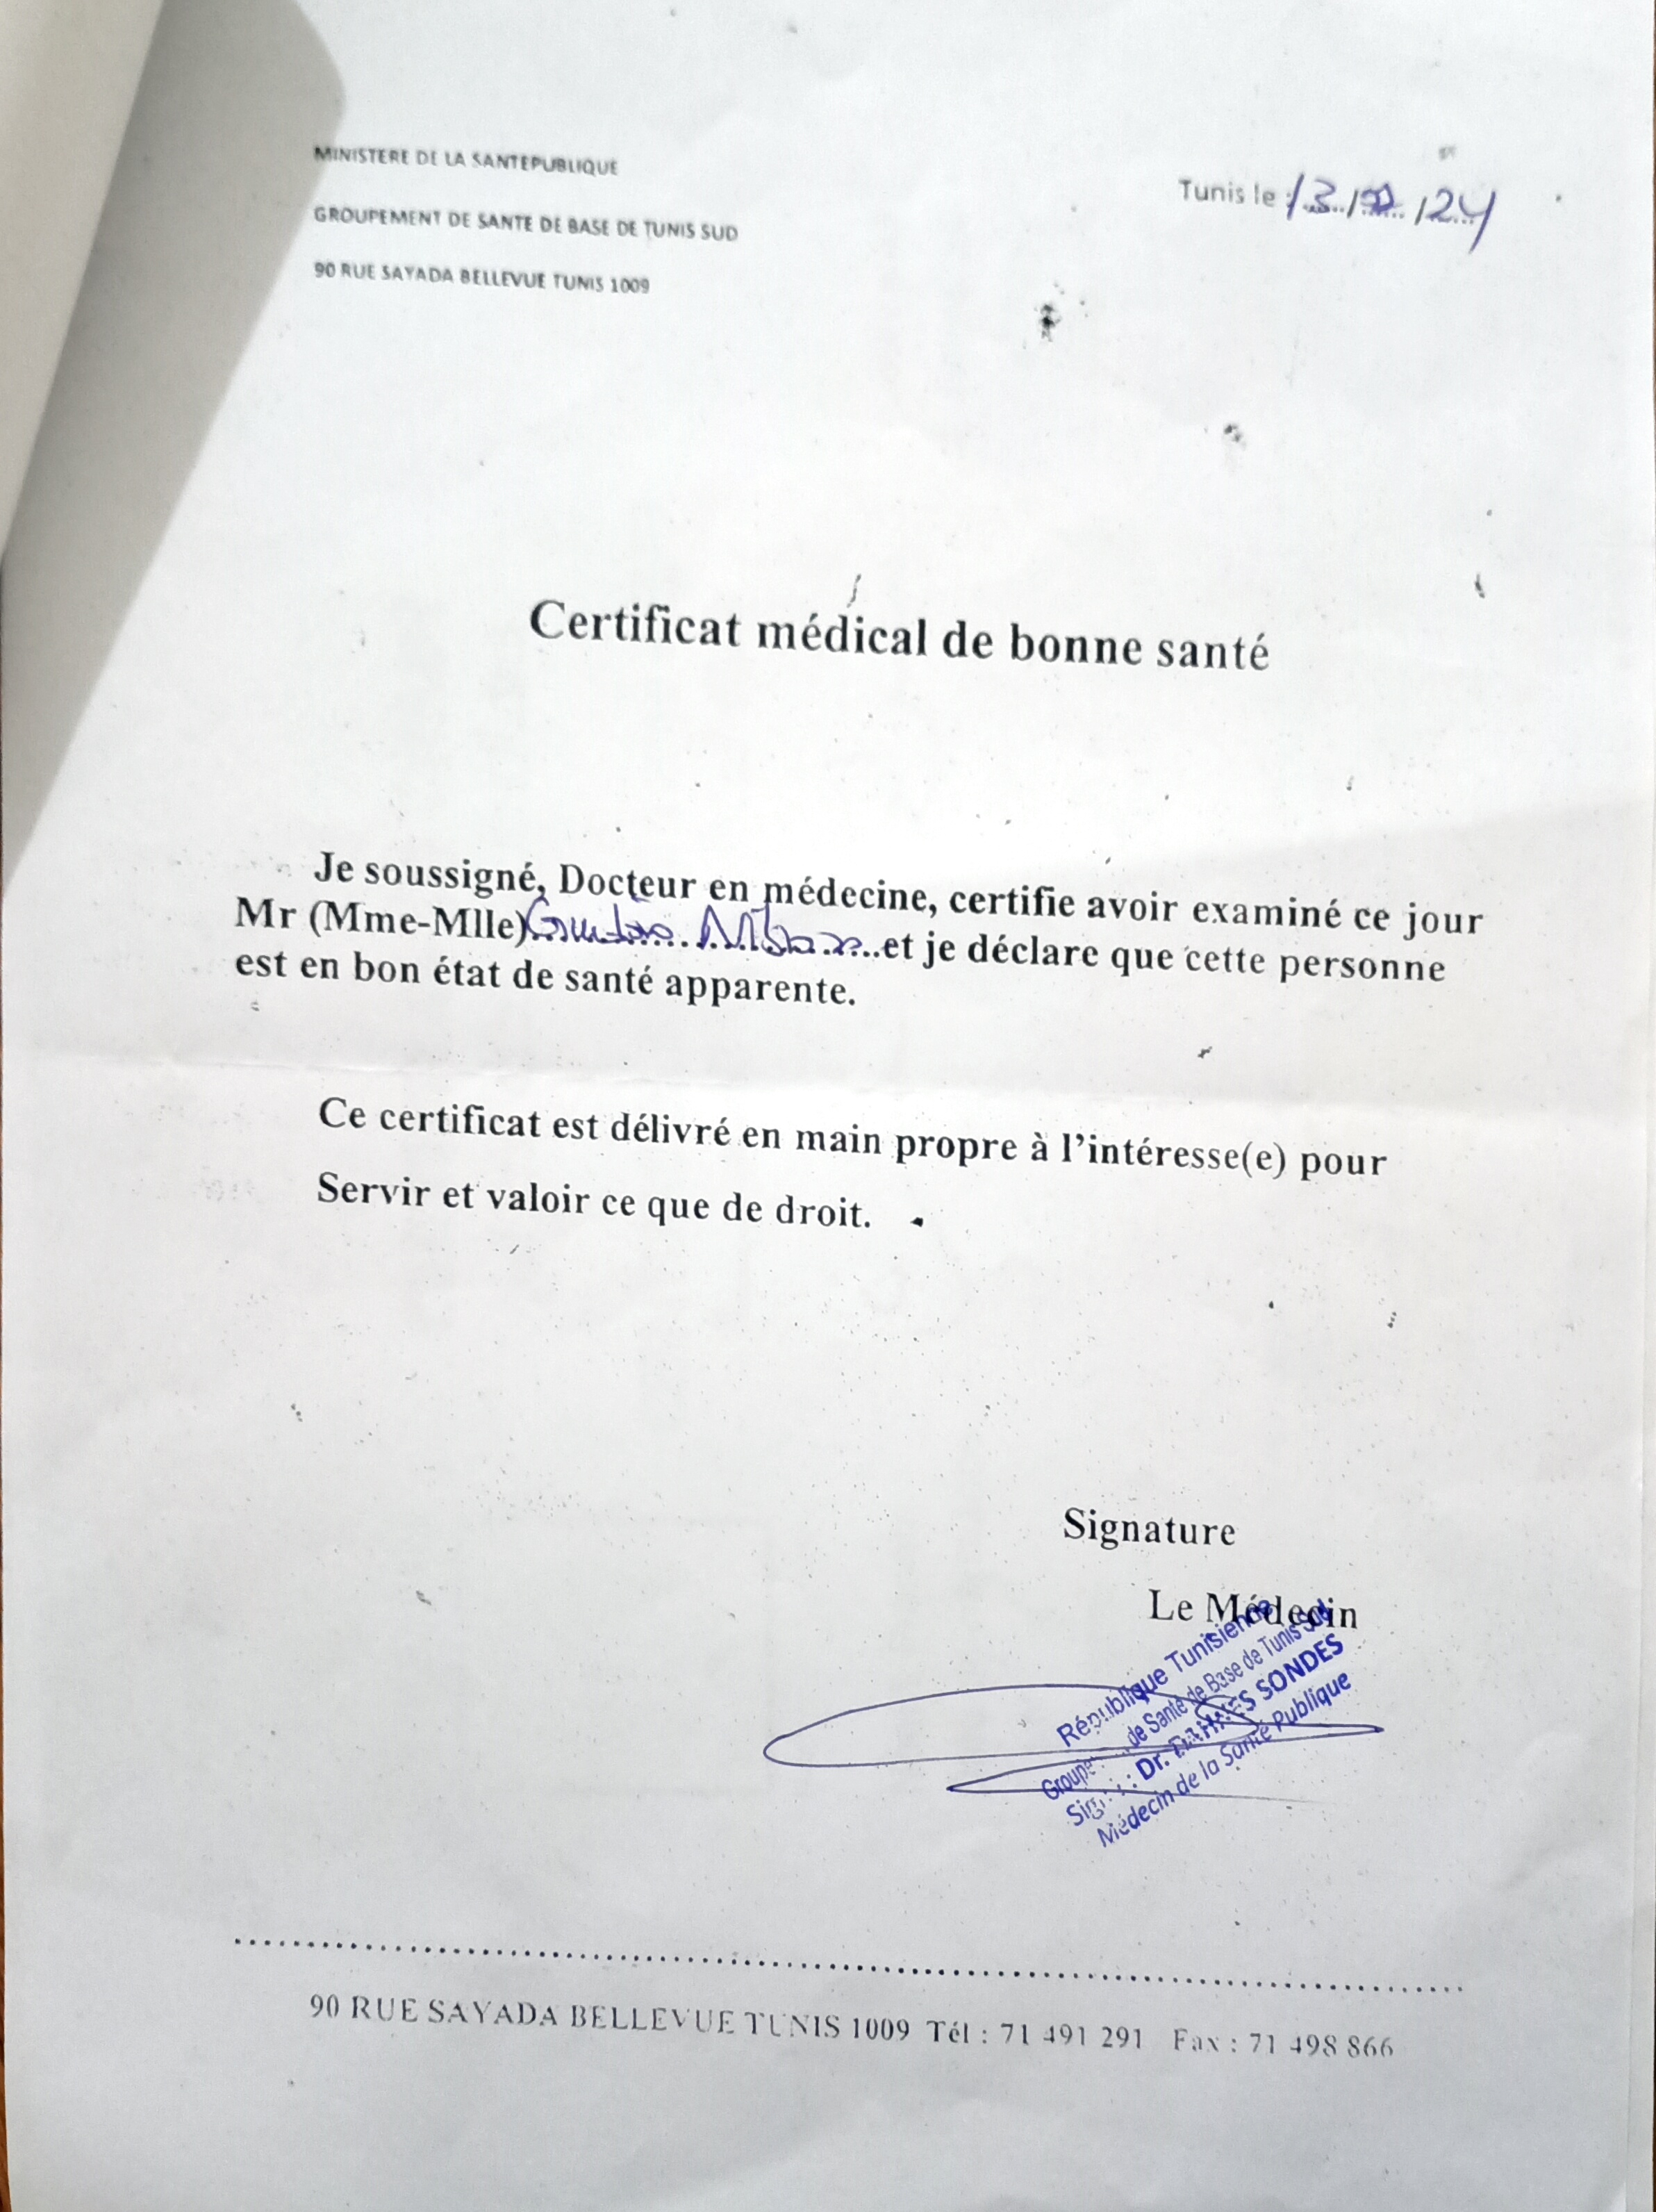 MINISTERE DE LA SANTEPUBLIQUE
GROUPEMENT DE SANTE DE BASE DE TUNIS SUD
90 RUE SAYADA BELLEVUE TUNIS 1009
Tunis le 13 / / 24
Certificat médical de bonne santé
Je soussigné, Docteur en médecine, certifie avoir examiné ce jour
Mr (Mme-Mlle) et je déclare que cette personne
est en bon état de santé apparente.
Ce certificat est délivré en main propre à l'intéresse(e) pour
Servir et valoir ce que de droit.
Signature
Le Médecin
République Tunisienne
de Santé de Base de Tunis Sud
Dr. SONDES
Médecin de la Santé Publique
90 RUE SAYADA BELLEVUE TUNIS 1009 Tél : 71 491 291 Fax : 71 498 866